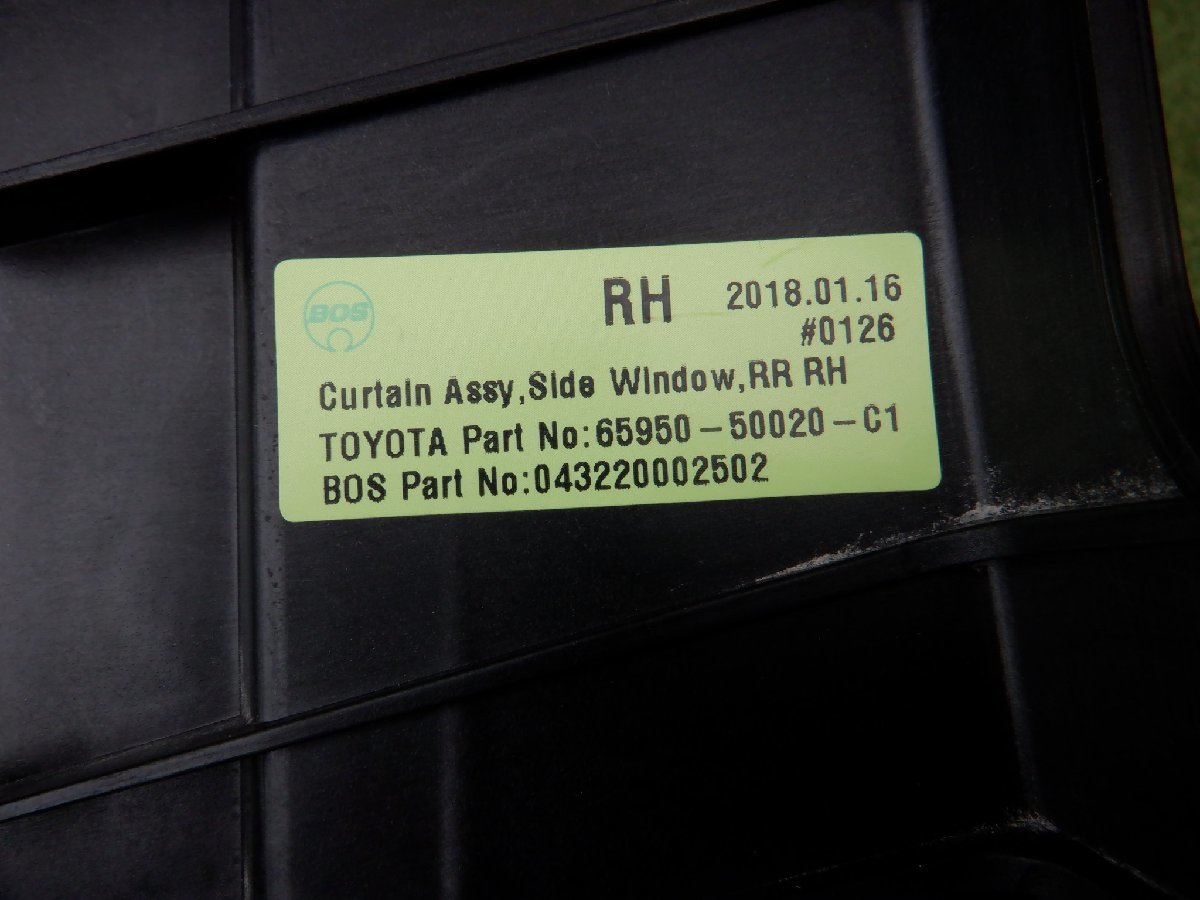 BOS
RH 2018.01.16
#0126
Curtain Assy,Side Window,RR RH
TOYOTA Part No:65950-50020-C1
BOS Part No:043220002502